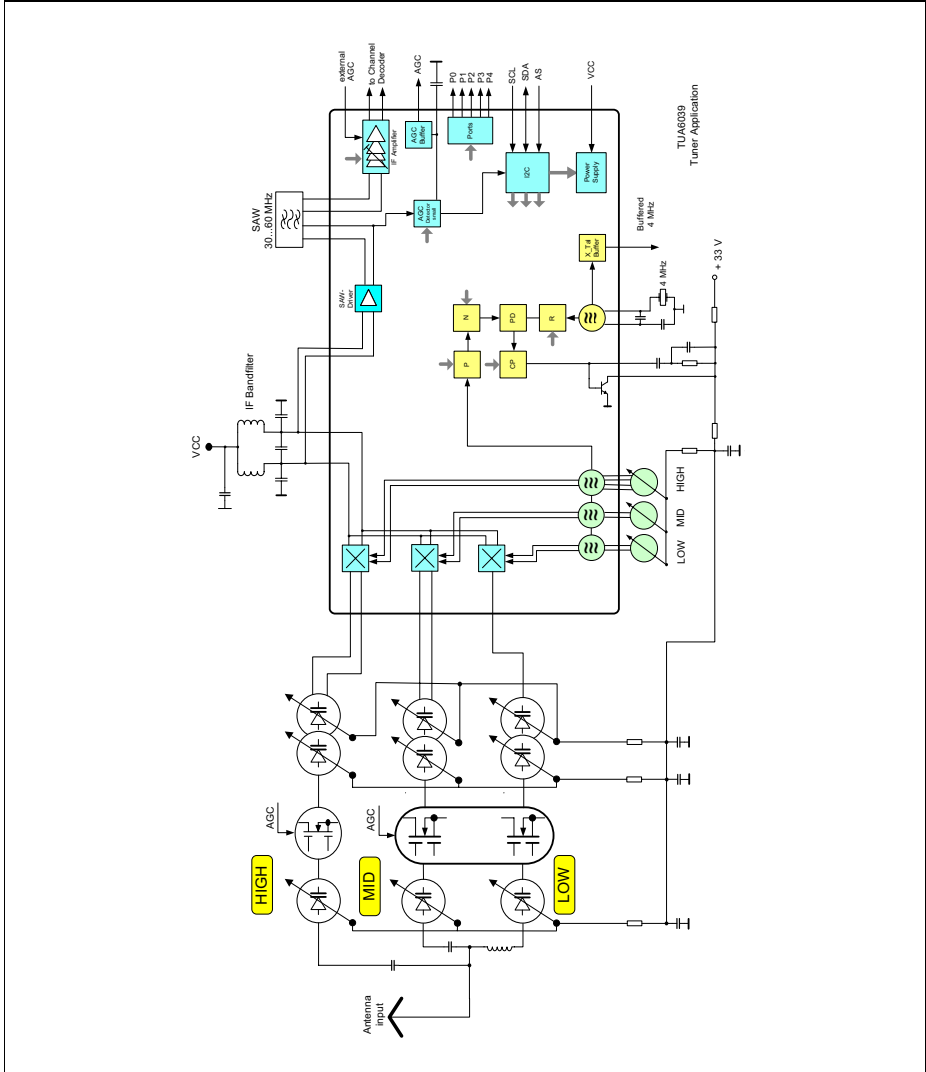 TUA6039
Tuner Application
Antenna
input
HIGH
MID
LOW
AGC
AGC
VCC
IF Bandfilter
SAW
30...60 MHz
SAW-
Driver
external
AGC
to Channel
Decoder
IF Amplifier
AGC
AGC
Buffer
AGC
Detector
small
P0
P1
P2
P3
P4
Ports
SCL
SDA
AS
I2C
VCC
Power
Supply
P
N
CP
PD
R
X_Tal
Buffer
Buffered
4 MHz
4 MHz
+ 33 V
LOW
MID
HIGH